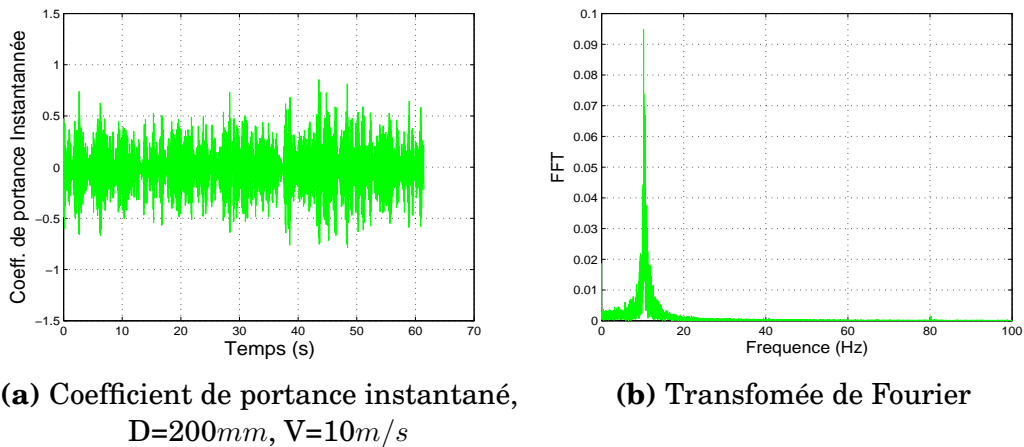 1.5
1
0.5
0
−0.5
−1
−1.5
0 10 20 30 40 50 60 70
Coeff. de portance Instantannée
Temps (s)
0.1
0.09
0.08
0.07
0.06
0.05
0.04
0.03
0.02
0.01
0
0 20 40 60 80 100
FFT
Frequence (Hz)
(a) Coefficient de portance instantané,
D=200mm, V=10m/s
(b) Transfomée de Fourier